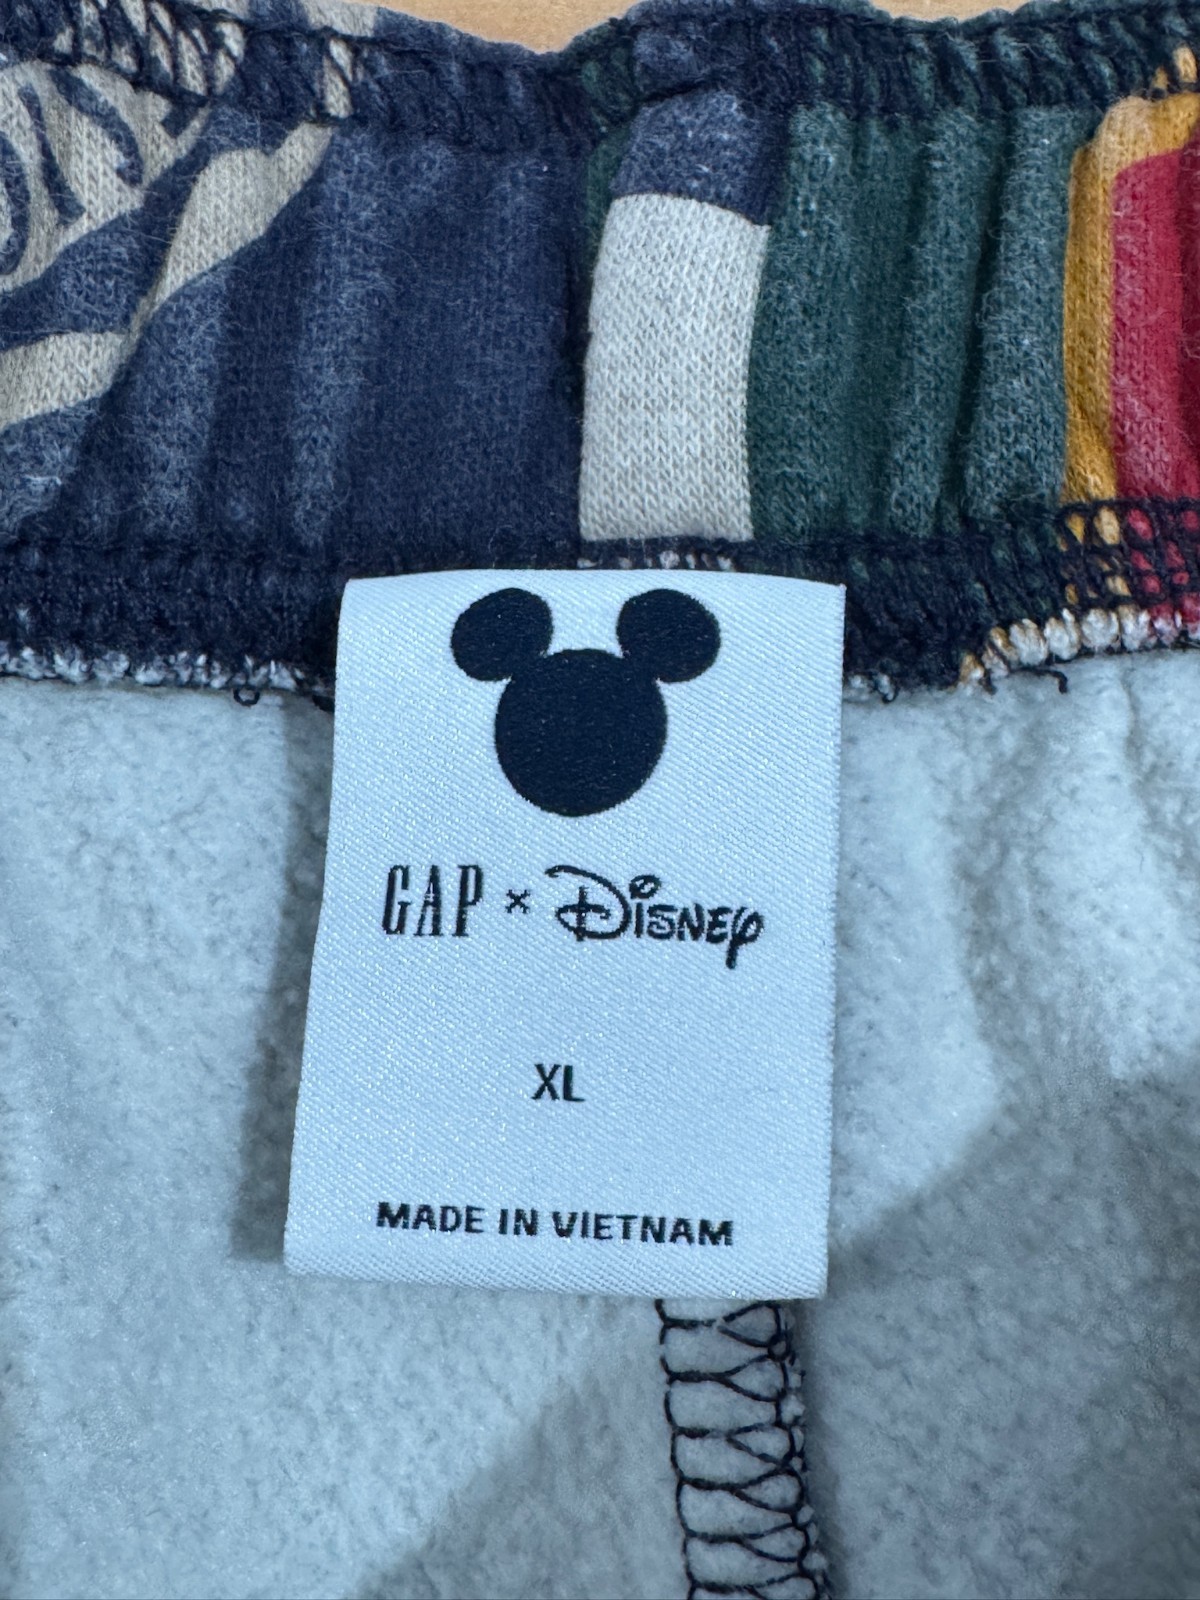 GAP × Disney
XL
MADE IN VIETNAM